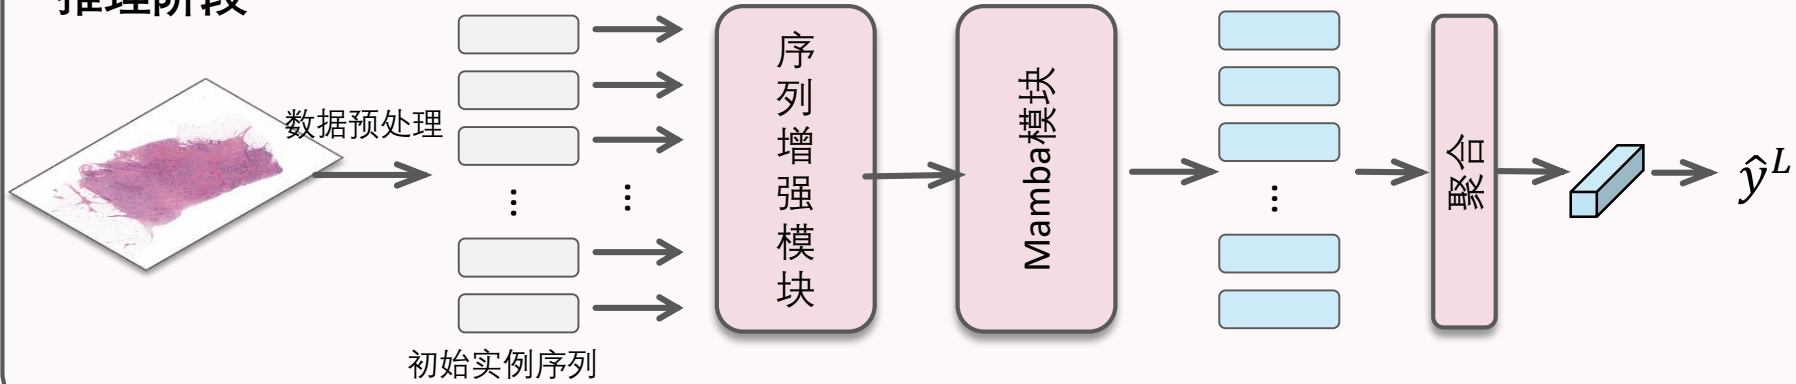 推理阶段
数据预处理
⋮
⋮
初始实例序列
序列增强模块
Mamba模块
⋮
聚合
ŷ^L